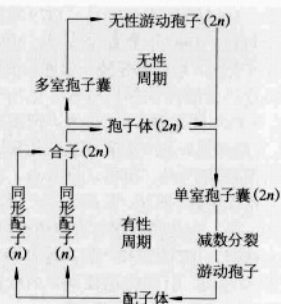 无性游动孢子(2n)
无性
周期
多室孢子囊
孢子体(2n)
合子(2n)
单室孢子囊(2n)
同形配子(n)
同形配子(n)
有性
周期
减数分裂
游动孢子
配子体